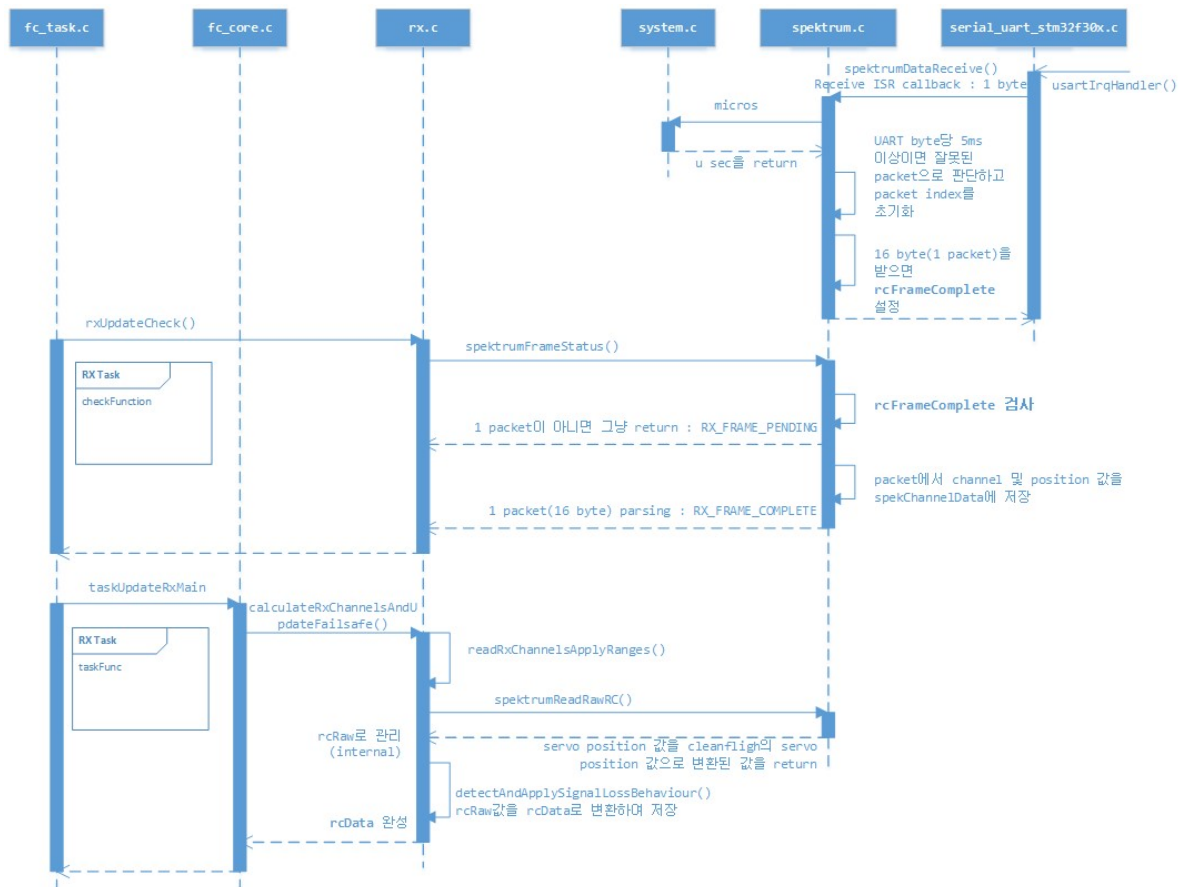 fc_task.c
fc_core.c
rx.c
system.c
spektrum.c
serial_uart_stm32f30x.c
spektrumDataReceive()
Receive ISR callback : 1 byte
usartIrqHandler()
micros
u sec을 return
UART byte당 5ms
이상이면 잘못된
packet으로 판단하고
packet index를
초기화
16 byte(1 packet)을
받으면
rcFrameComplete
설정
rxUpdateCheck()
RX Task
checkFunction
spektrumFrameStatus()
rcFrameComplete 검사
1 packet이 아니면 그냥 return : RX_FRAME_PENDING
packet에서 channel 및 position 값을
spekChannelData에 저장
1 packet(16 byte) parsing : RX_FRAME_COMPLETE
taskUpdateRxMain
RX Task
taskFunc
calculateRxChannelsAndU
pdateFailsafe()
readRxChannelsApplyRanges()
spektrumReadRawRC()
rcRaw로 관리
(internal)
servo position 값을 cleanfligh의 servo
position 값으로 변환된 값을 return
detectAndApplySignalLossBehaviour()
rcRaw값을 rcData로 변환하여 저장
rcData 완성